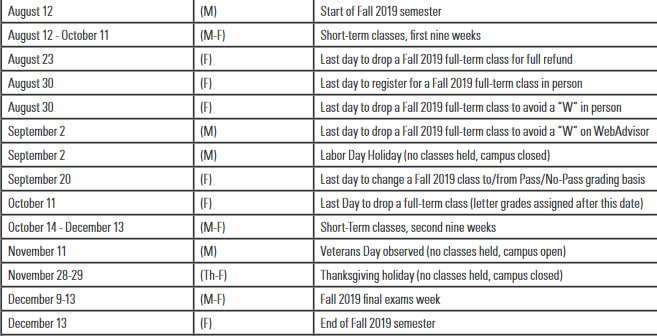 August 12 (M) Start of Fall 2019 semester
August 12 - October 11 (M-F) Short-term classes, first nine weeks
August 23 (F) Last day to drop a Fall 2019 full-term class for full refund
August 30 (F) Last day to register for a Fall 2019 full-term class in person
August 30 (F) Last day to drop a Fall 2019 full-term class to avoid a “W” in person
September 2 (M) Last day to drop a Fall 2019 full-term class to avoid a “W” on WebAdvisor
September 2 (M) Labor Day Holiday (no classes held, campus closed)
September 20 (F) Last day to change a Fall 2019 class to/from Pass/No-Pass grading basis
October 11 (F) Last Day to drop a full-term class (letter grades assigned after this date)
October 14 - December 13 (M-F) Short-Term classes, second nine weeks
November 11 (M) Veterans Day observed (no classes held, campus open)
November 28-29 (Th-F) Thanksgiving holiday (no classes held, campus closed)
December 9-13 (M-F) Fall 2019 final exams week
December 13 (F) End of Fall 2019 semester